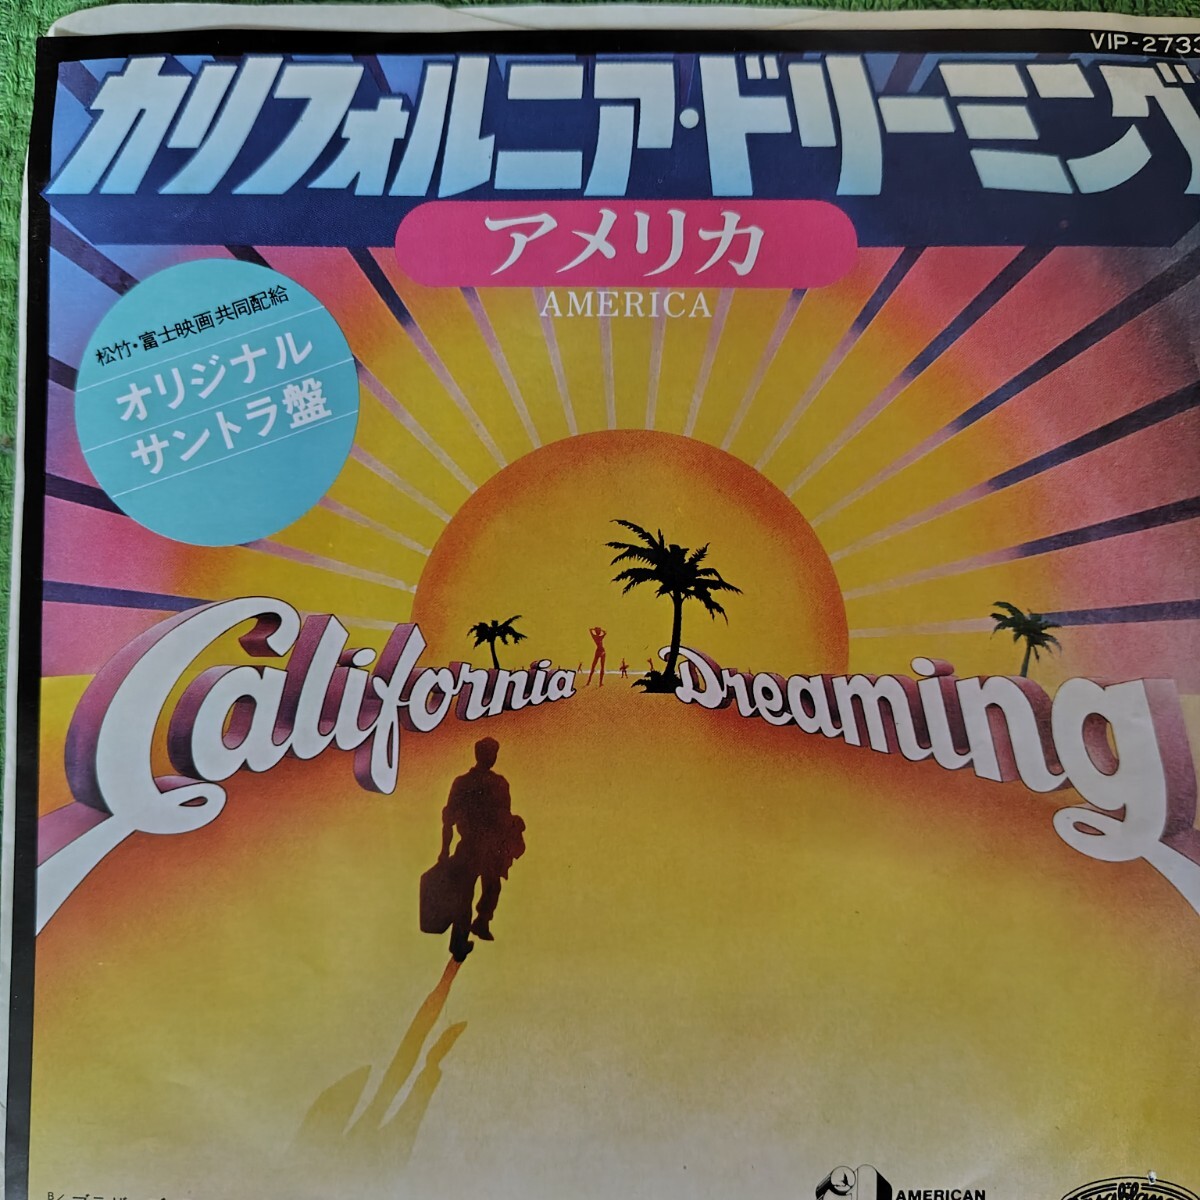 VIP-2733
カリフォルニア・ドリーミング
アメリカ
AMERICA
松竹・富士映画共同配給
オリジナル
サントラ盤
California Dreaming
AMERICAN